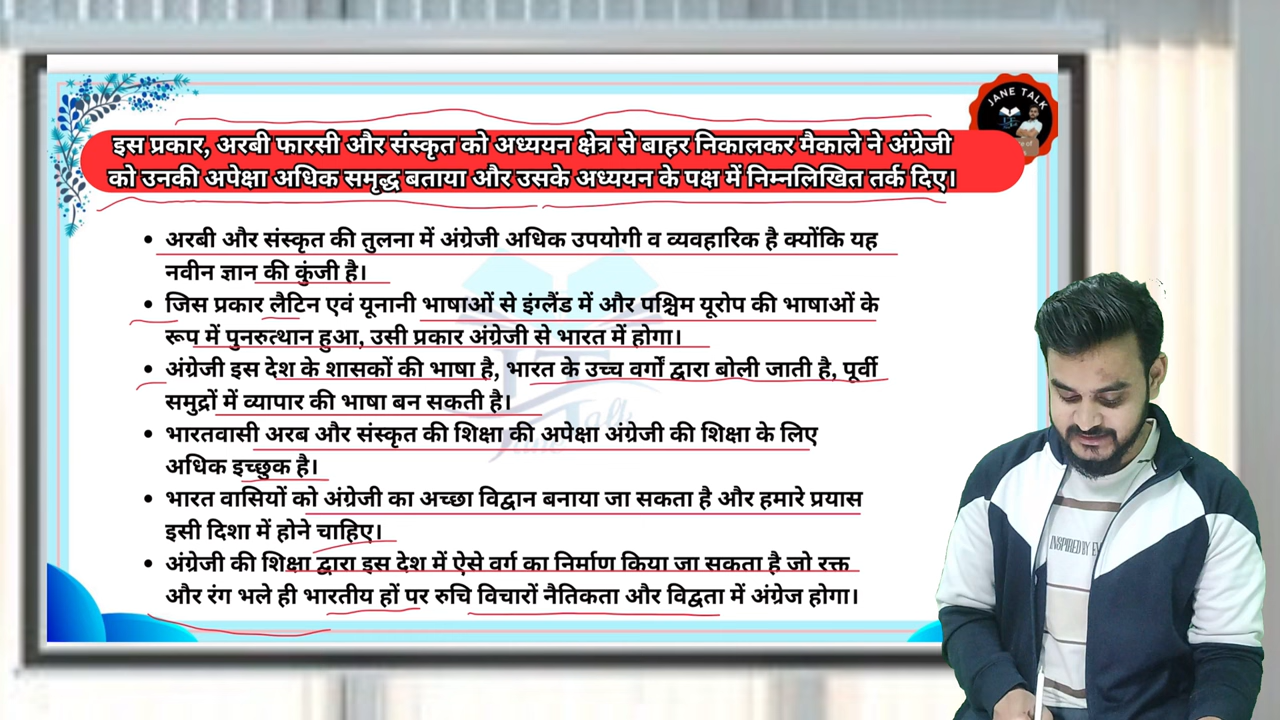 JANE TALK
इस प्रकार, अरबी फारसी और संस्कृत को अध्ययन क्षेत्र से बाहर निकालकर मैकाले ने अंग्रेजी
को उनकी अपेक्षा अधिक समृद्ध बताया और उसके अध्ययन के पक्ष में निम्नलिखित तर्क दिए।
• अरबी और संस्कृत की तुलना में अंग्रेजी अधिक उपयोगी व व्यवहारिक है क्योंकि यह
नवीन ज्ञान की कुंजी है।
• जिस प्रकार लैटिन एवं यूनानी भाषाओं से इंग्लैंड में और पश्चिम यूरोप की भाषाओं के
रूप में पुनरुत्थान हुआ, उसी प्रकार अंग्रेजी से भारत में होगा।
• अंग्रेजी इस देश के शासकों की भाषा है, भारत के उच्च वर्गों द्वारा बोली जाती है, पूर्वी
समुद्रों में व्यापार की भाषा बन सकती है।
• भारतवासी अरब और संस्कृत की शिक्षा की अपेक्षा अंग्रेजी की शिक्षा के लिए
अधिक इच्छुक है।
• भारत वासियों को अंग्रेजी का अच्छा विद्वान बनाया जा सकता है और हमारे प्रयास
इसी दिशा में होने चाहिए।
• अंग्रेजी की शिक्षा द्वारा इस देश में ऐसे वर्ग का निर्माण किया जा सकता है जो रक्त
और रंग भले ही भारतीय हों पर रुचि विचारों नैतिकता और विद्वता में अंग्रेज होगा।
INSPIRED BY